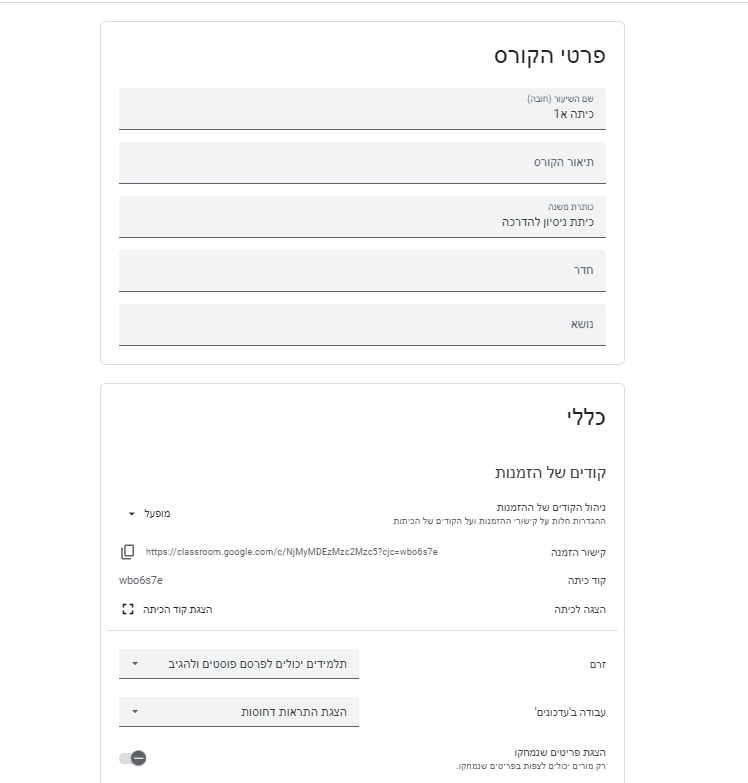 פרטי הקורס
שם השיעור (חובה)
כיתה א1
תיאור הקורס
כותרת משנה
כיתת ניסיון להדרכה
חדר
נושא
כללי
קודים של הזמנות
ניהול הקודים של ההזמנות
מופעל
ההגדרות חלות על קישורי ההזמנות ועל הקודים של הכיתות
קישור הזמנה
https://classroom.google.com/c/NjMyMDEzMzc2Mzc5?cjc=wbo6s7e
קוד כיתה
wbo6s7e
הצגה לכיתה
הצגת קוד הכיתה
זרם
תלמידים יכולים לפרסם פוסטים ולהגיב
עבודה ב'עדכונים'
הצגת התראות דחוסות
הצגת פריטים שנמחקו
רק מורים יכולים לצפות בפריטים שנמחקו.